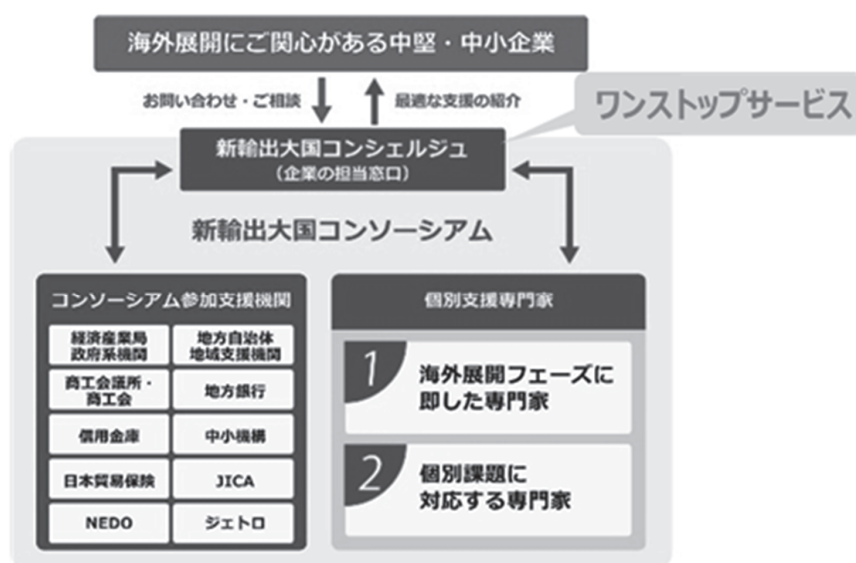 海外展開にご関心がある中堅・中小企業
お問い合わせ・ご相談
最適な支援の紹介
ワンストップサービス
新輸出大国コンシェルジュ
（企業の担当窓口）
新輸出大国コンソーシアム
コンソーシアム参加支援機関
経済産業局
政府系機関
地方自治体
地域支援機関
商工会議所・
商工会
地方銀行
信用金庫
中小機構
日本貿易保険
JICA
NEDO
ジェトロ
個別支援専門家
1
海外展開フェーズに
即した専門家
2
個別課題に
対応する専門家